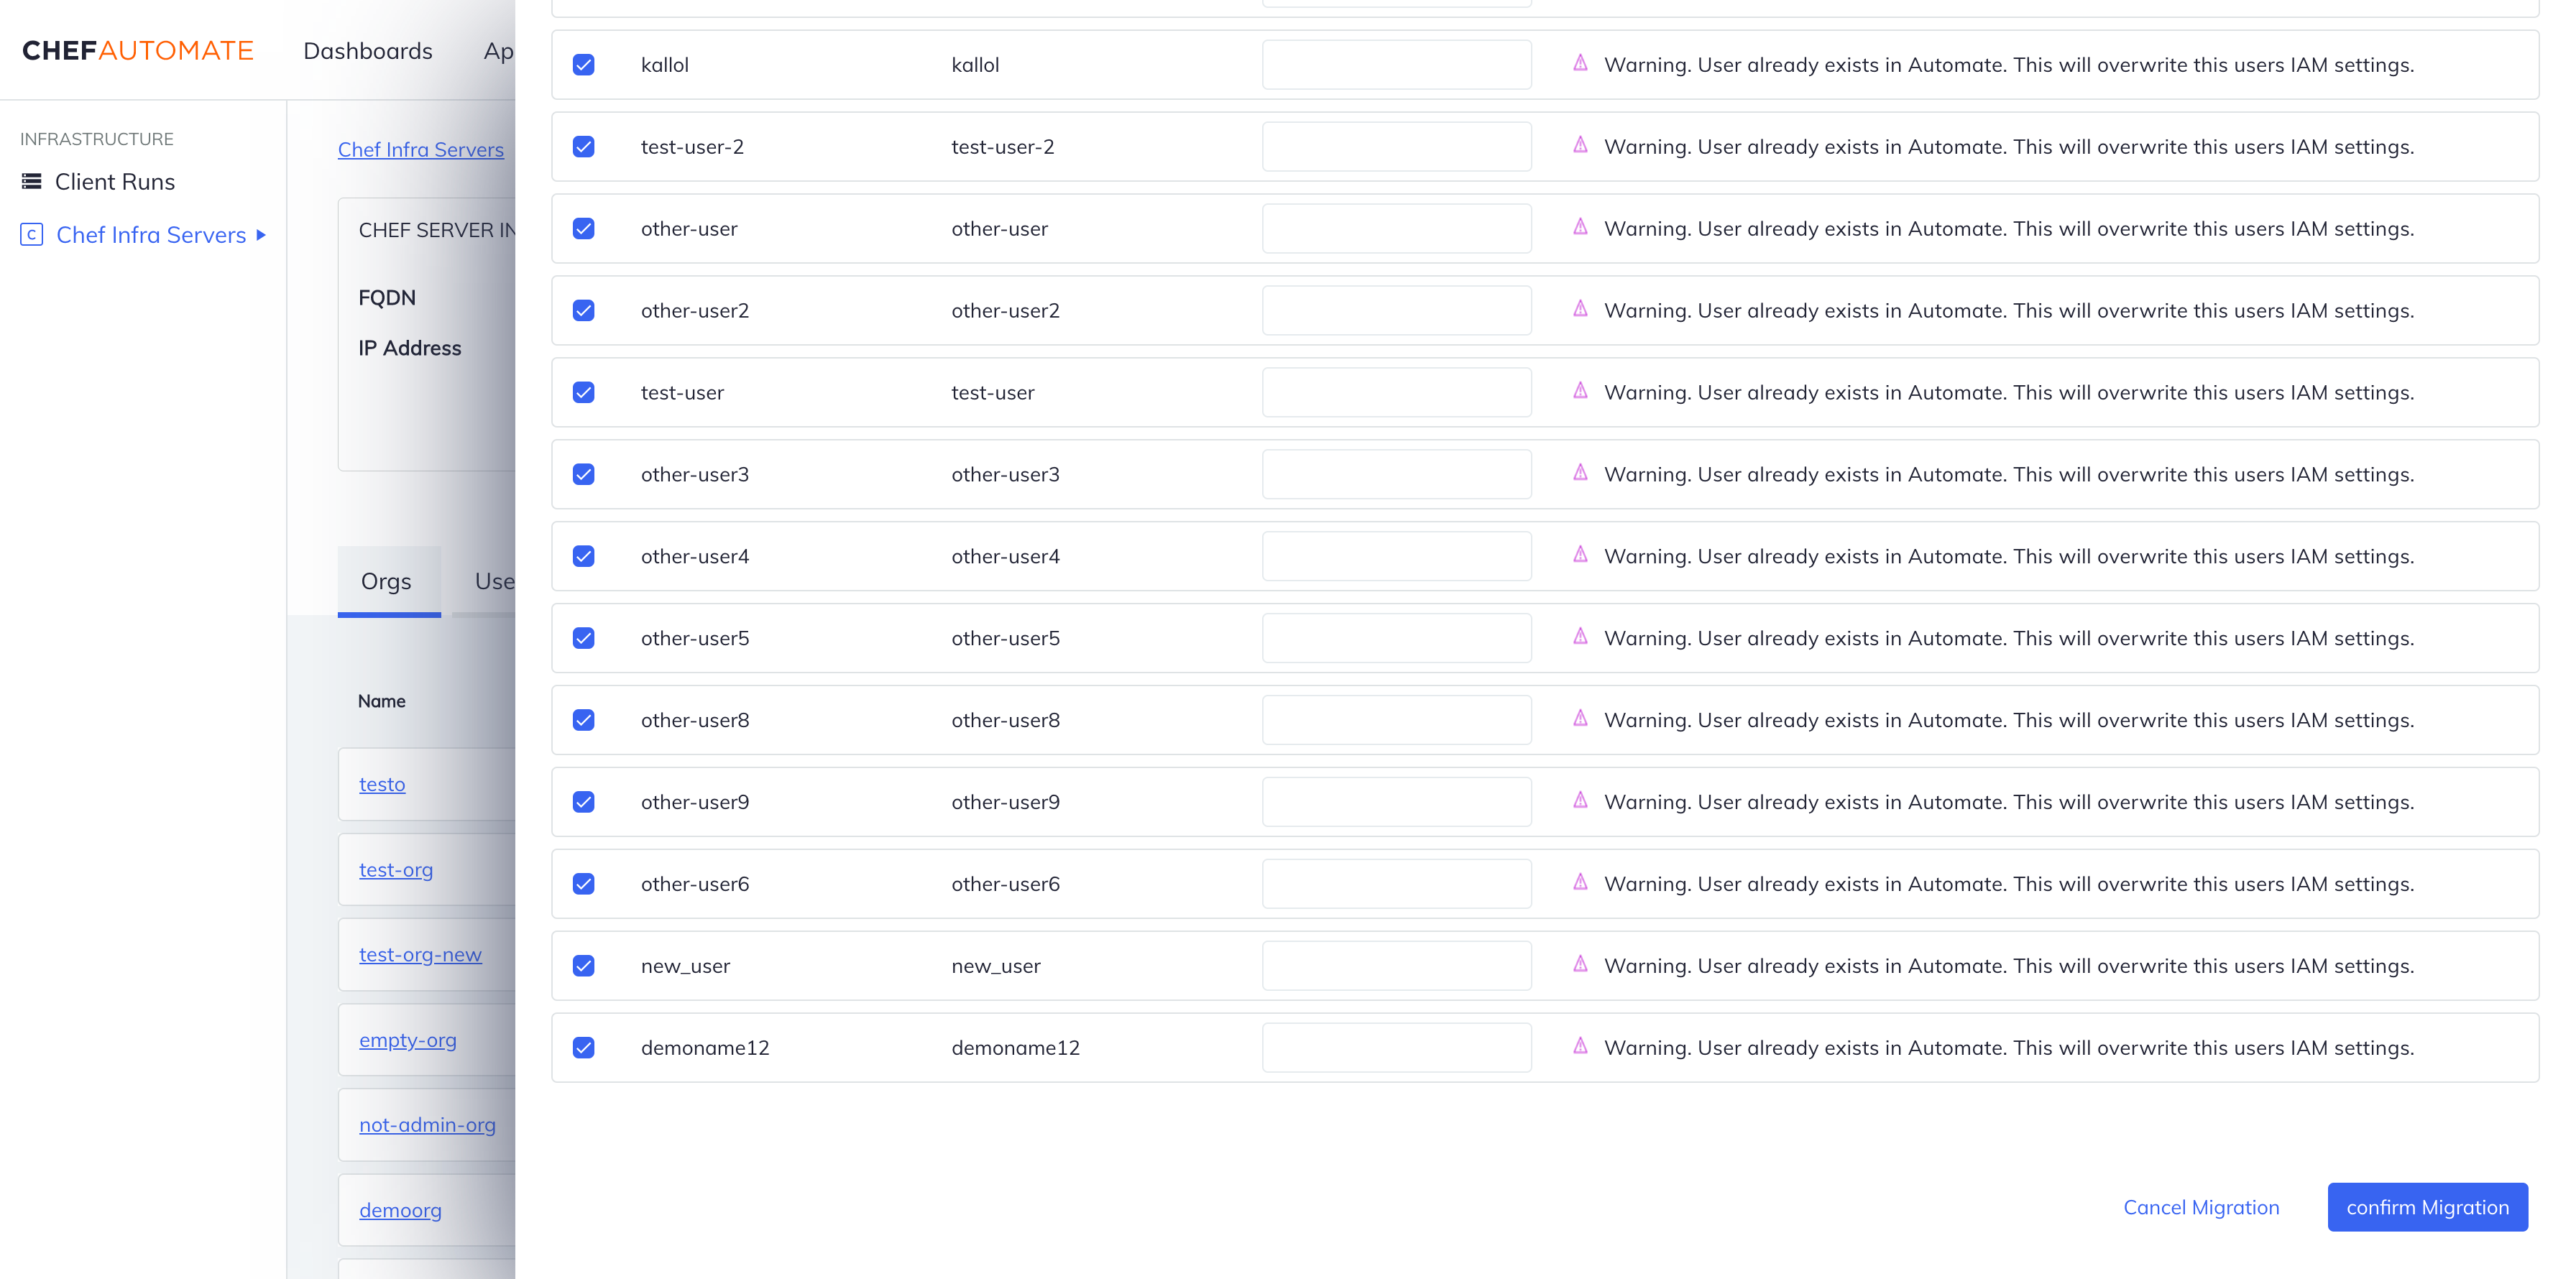 CHEFAUTOMATE
Dashboards
Ap
INFRASTRUCTURE
Client Runs
C Chef Infra Servers
Chef Infra Servers
CHEF SERVER IN
FQDN
IP Address
Orgs
Use
Name
testo
test-org
test-org-new
empty-org
not-admin-org
demoorg
kallol kallol Warning. User already exists in Automate. This will overwrite this users IAM settings.
test-user-2 test-user-2 Warning. User already exists in Automate. This will overwrite this users IAM settings.
other-user other-user Warning. User already exists in Automate. This will overwrite this users IAM settings.
other-user2 other-user2 Warning. User already exists in Automate. This will overwrite this users IAM settings.
test-user test-user Warning. User already exists in Automate. This will overwrite this users IAM settings.
other-user3 other-user3 Warning. User already exists in Automate. This will overwrite this users IAM settings.
other-user4 other-user4 Warning. User already exists in Automate. This will overwrite this users IAM settings.
other-user5 other-user5 Warning. User already exists in Automate. This will overwrite this users IAM settings.
other-user8 other-user8 Warning. User already exists in Automate. This will overwrite this users IAM settings.
other-user9 other-user9 Warning. User already exists in Automate. This will overwrite this users IAM settings.
other-user6 other-user6 Warning. User already exists in Automate. This will overwrite this users IAM settings.
new_user new_user Warning. User already exists in Automate. This will overwrite this users IAM settings.
demoname12 demoname12 Warning. User already exists in Automate. This will overwrite this users IAM settings.
Cancel Migration
confirm Migration